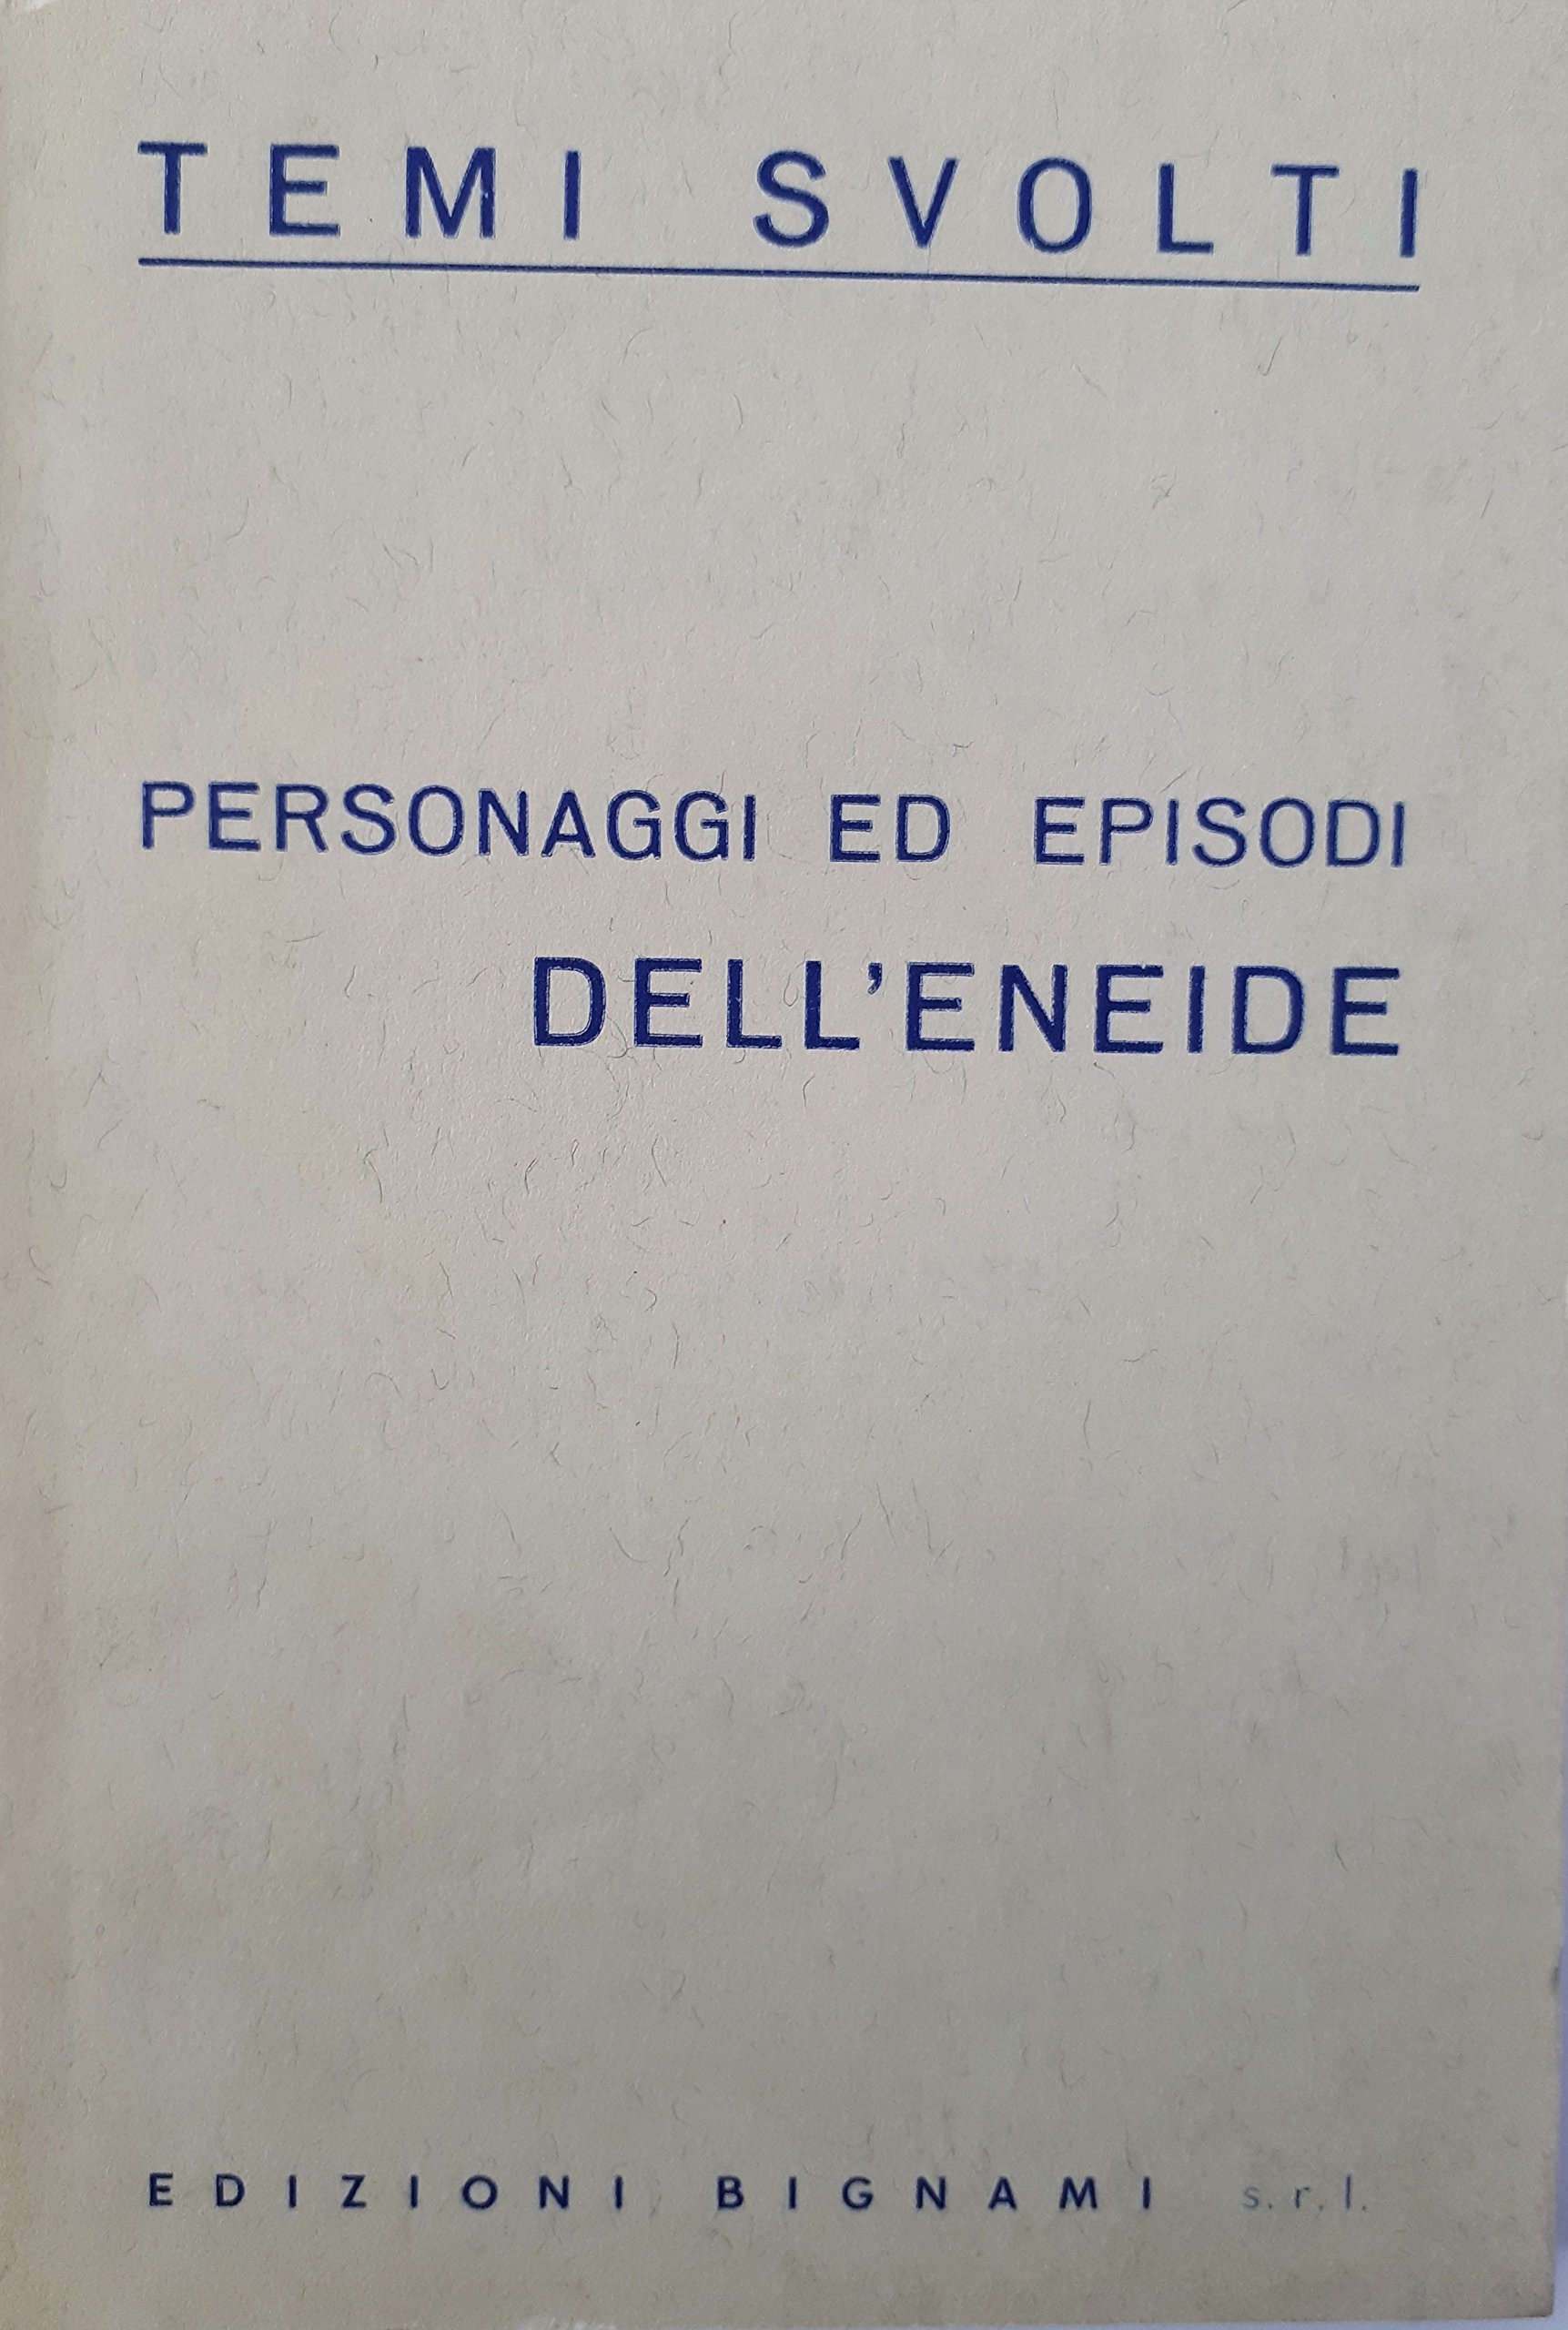 TEMI SVOLTI
PERSONAGGI ED EPISODI
DELL'ENEIDE
EDIZIONI BIGNAMI s.r.l.